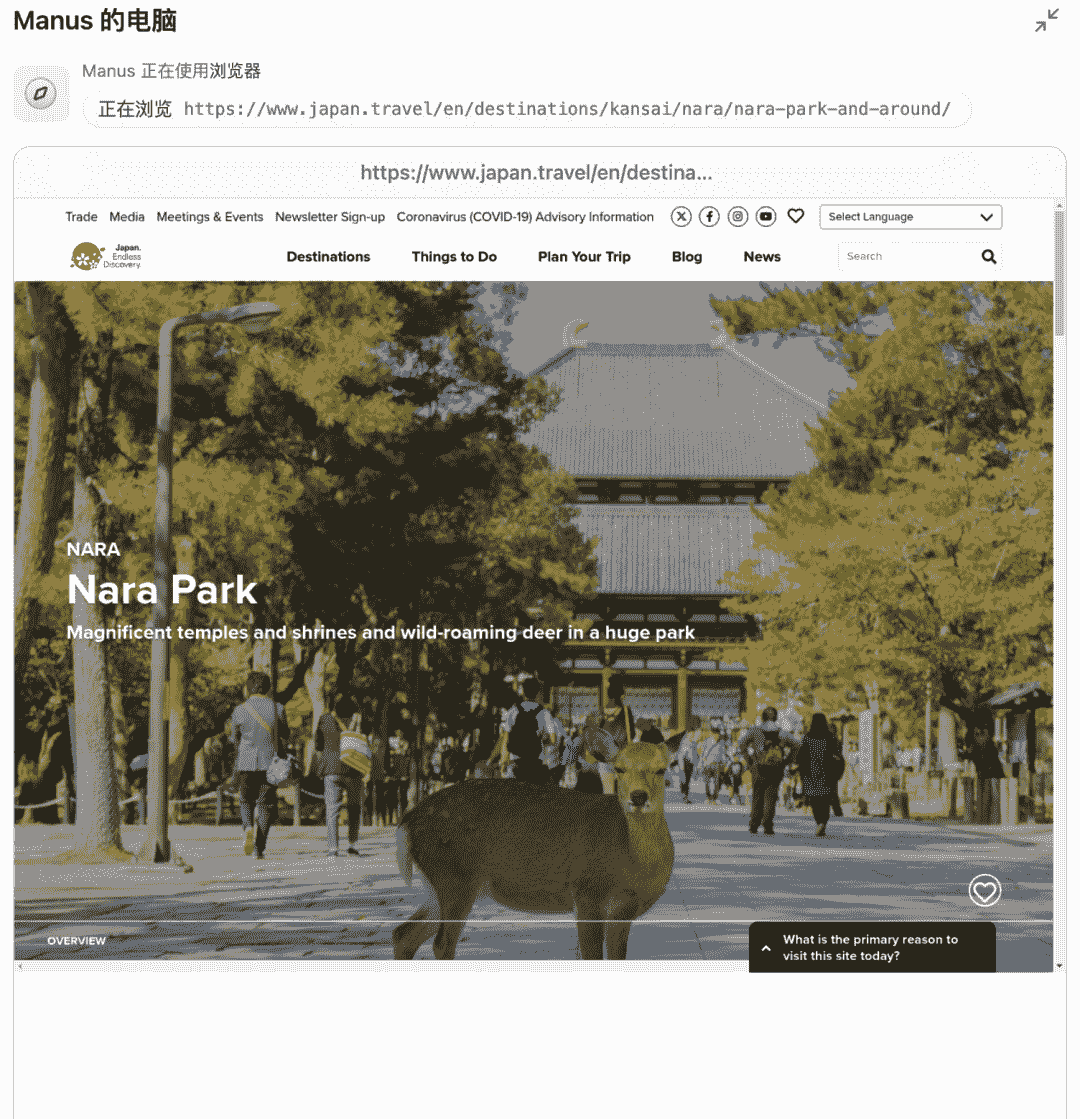 Manus 的电脑
Manus 正在使用浏览器
正在浏览 https://www.japan.travel/en/destinations/kansai/nara/nara-park-and-around/
https://www.japan.travel/en/destina...
Trade Media Meetings & Events Newsletter Sign-up Coronavirus (COVID-19) Advisory Information Select Language
Japan.
Endless
Discovery.
Destinations Things to Do Plan Your Trip Blog News Search
NARA
Nara Park
Magnificent temples and shrines and wild-roaming deer in a huge park
OVERVIEW
What is the primary reason to
visit this site today?